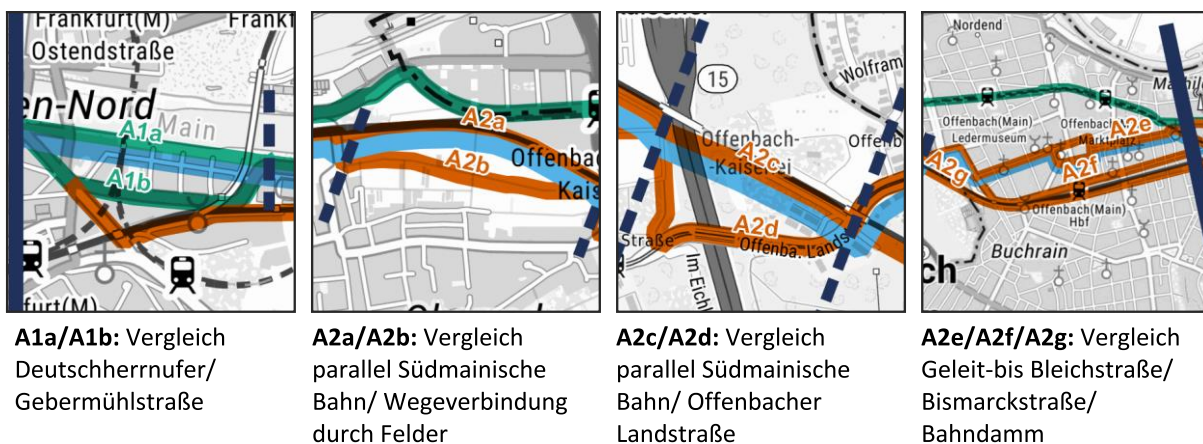 Frankfurt(M)
Ostendstraße
Frankf
en-Nord
Main
A1a
A1b
furt(M)
A2a
A2b
Offenbac
Kais
15
Wolfram
Offenbach-
-Kaiserlei
Offenb
A2c
A2d
Straße
Offenba. Lands
Im Eichl
Nordend
Mathild
Offenbach(Main)
Ledermuseum
Offenbach
Marktplatz
A2e
A2f
A2g
Offenbach(Main)
Hbf
Buchrain
ch
A1a/A1b: Vergleich
Deutschherrnufer/
Gebermühlstraße
A2a/A2b: Vergleich
parallel Südmainische
Bahn/ Wegeverbindung
durch Felder
A2c/A2d: Vergleich
parallel Südmainische
Bahn/ Offenbacher
Landstraße
A2e/A2f/A2g: Vergleich
Geleit-bis Bleichstraße/
Bismarckstraße/
Bahndamm